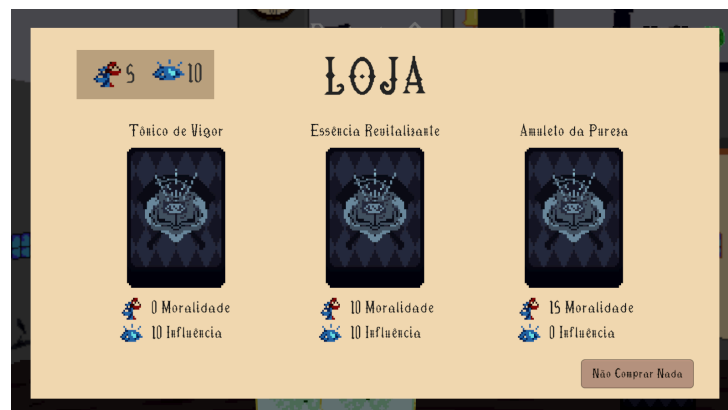 5 10
LOJA
Tônico de Vigor
Essência Revitalizante
Amuleto da Pureza
0 Moralidade
10 Influência
10 Moralidade
10 Influência
15 Moralidade
0 Influência
Não Comprar Nada